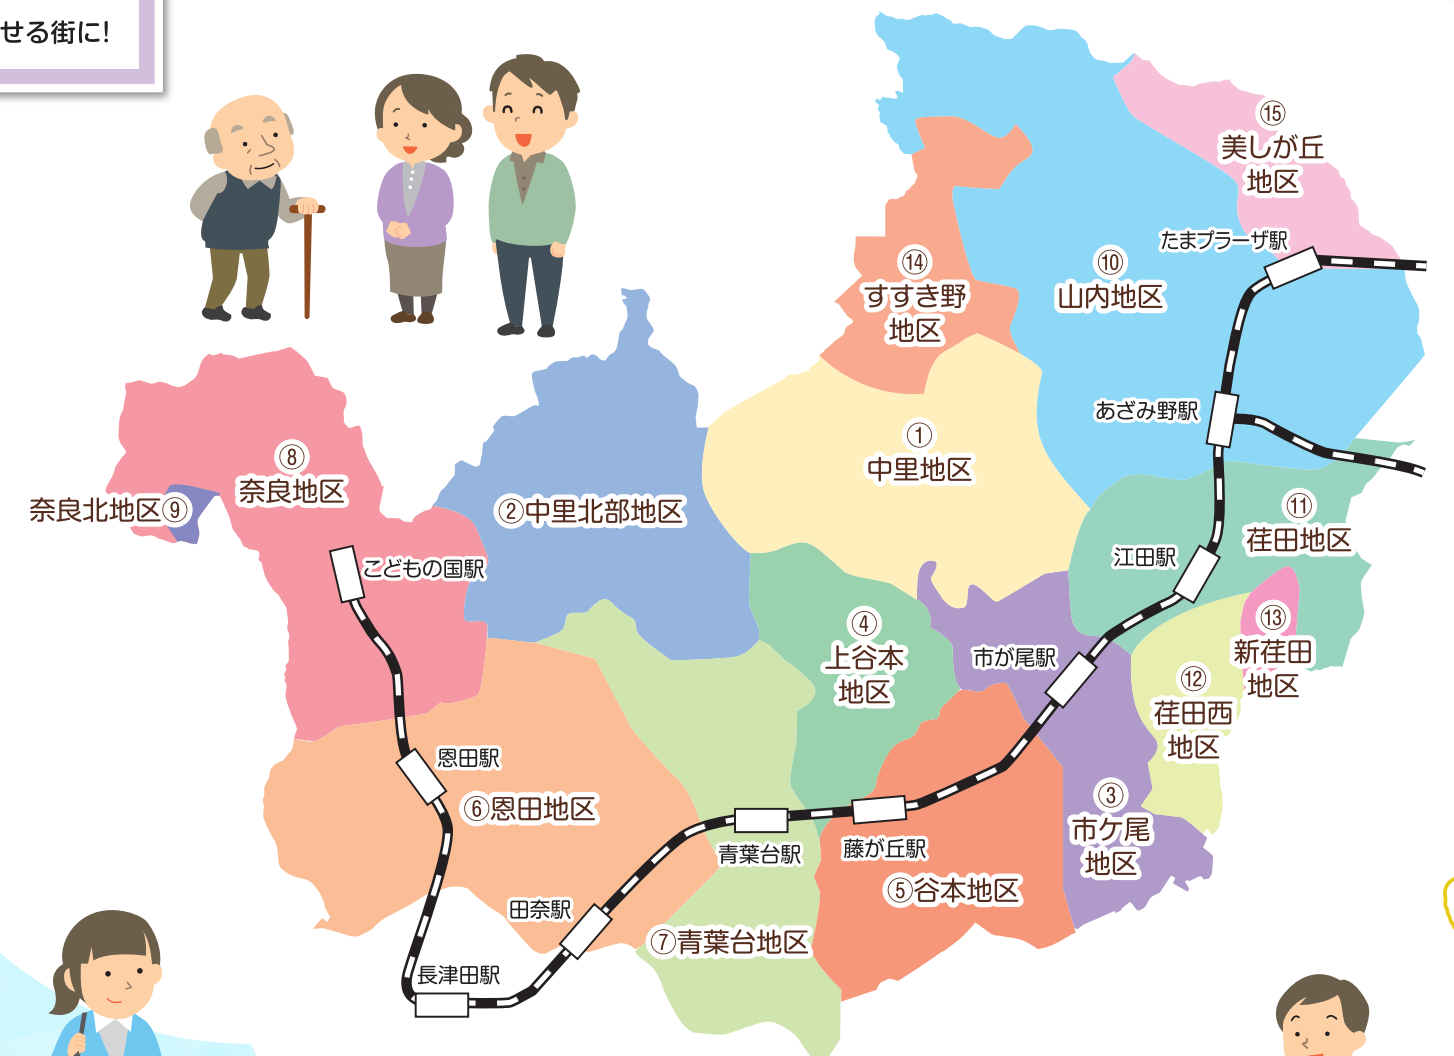 せる街に!
⑮
美しが丘
地区
たまプラーザ駅
⑭
すすき野
地区
⑩
山内地区
あざみ野駅
①
中里地区
⑧
奈良地区
奈良北地区⑨
②中里北部地区
⑪
荏田地区
江田駅
こどもの国駅
④
上谷本
地区
市が尾駅
⑬
新荏田
地区
⑫
荏田西
地区
恩田駅
⑥恩田地区
③
市ケ尾
地区
青葉台駅
藤が丘駅
⑤谷本地区
田奈駅
⑦青葉台地区
長津田駅